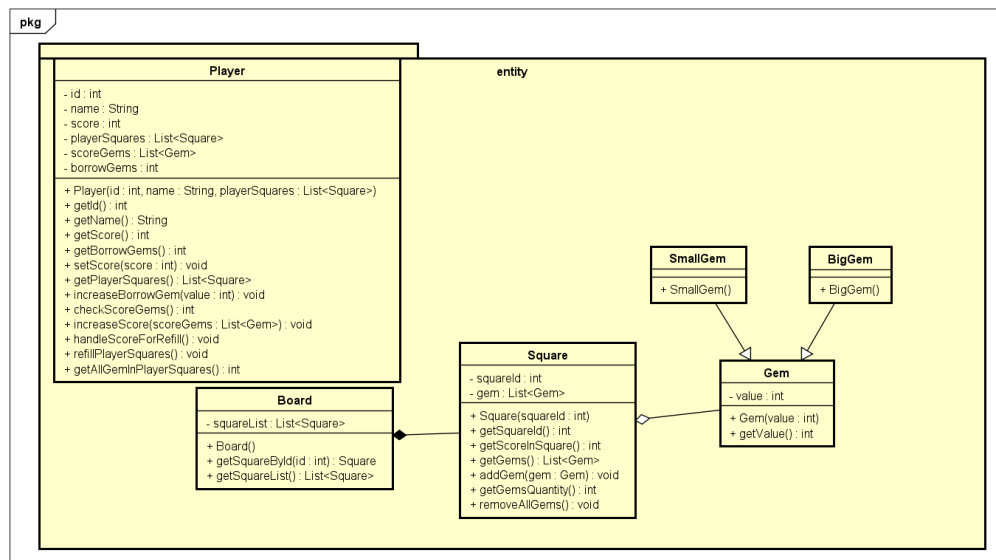 pkg
entity
Player
- id : int
- name : String
- score : int
- playerSquares : List<Square>
- scoreGems : List<Gem>
- borrowGems : int
+ Player(id : int, name : String, playerSquares : List<Square>)
+ getId() : int
+ getName() : String
+ getScore() : int
+ getBorrowGems() : int
+ setScore(score : int) : void
+ getPlayerSquares() : List<Square>
+ increaseBorrowGem(value : int) : void
+ checkScoreGems() : int
+ increaseScore(scoreGems : List<Gem>) : void
+ handleScoreForRefill() : void
+ refillPlayerSquares() : void
+ getAllGemInPlayerSquares() : int
SmallGem
+ SmallGem()
BigGem
+ BigGem()
Board
- squareList : List<Square>
+ Board()
+ getSquareById(id : int) : Square
+ getSquareList() : List<Square>
Square
- squareId : int
- gem : List<Gem>
+ Square(squareId : int)
+ getSquareId() : int
+ getScoreInSquare() : int
+ getGems() : List<Gem>
+ addGem(gem : Gem) : void
+ getGemsQuantity() : int
+ removeAllGems() : void
Gem
- value : int
+ Gem(value : int)
+ getValue() : int